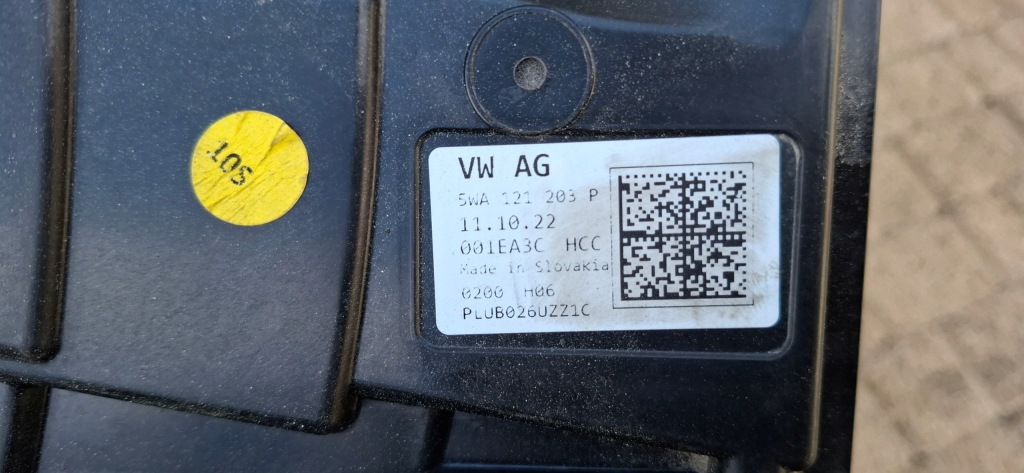 .105
VW AG
5WA 121 203 P
11.10.22
001EA3C HCC
Made in Slovakia
0200 H06
PLUB026UZZ1C